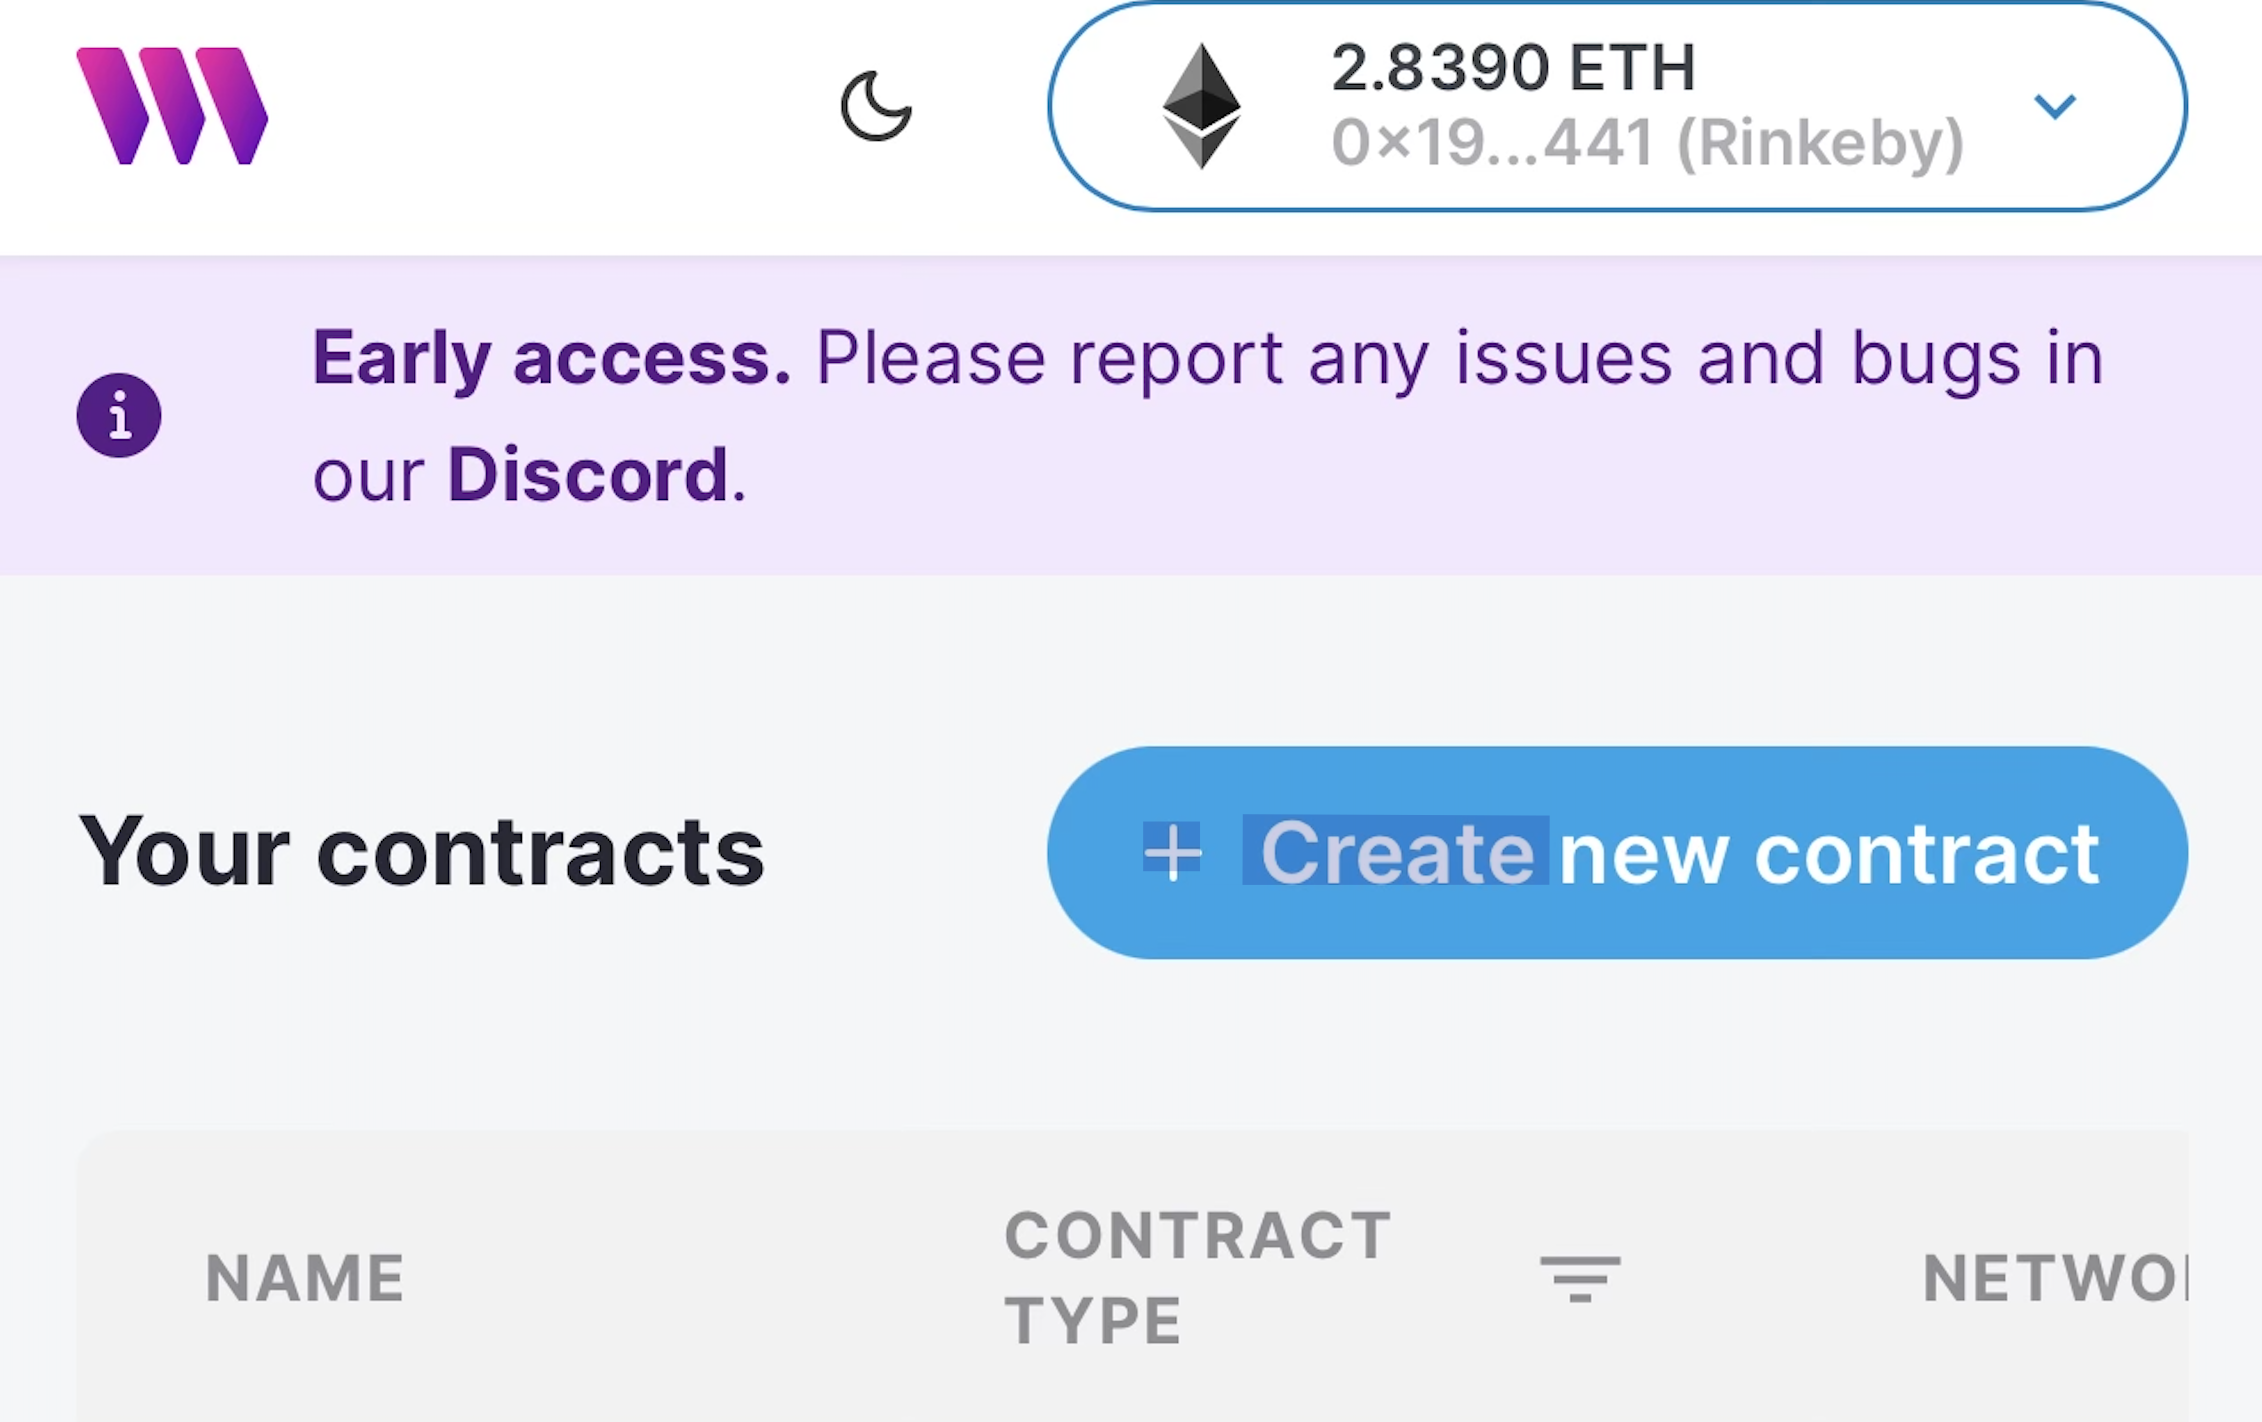 2.8390 ETH
0×19...441 (Rinkeby)
Early access. Please report any issues and bugs in
our Discord.
Your contracts
Create new contract
NAME
CONTRACT
TYPE
NETWO